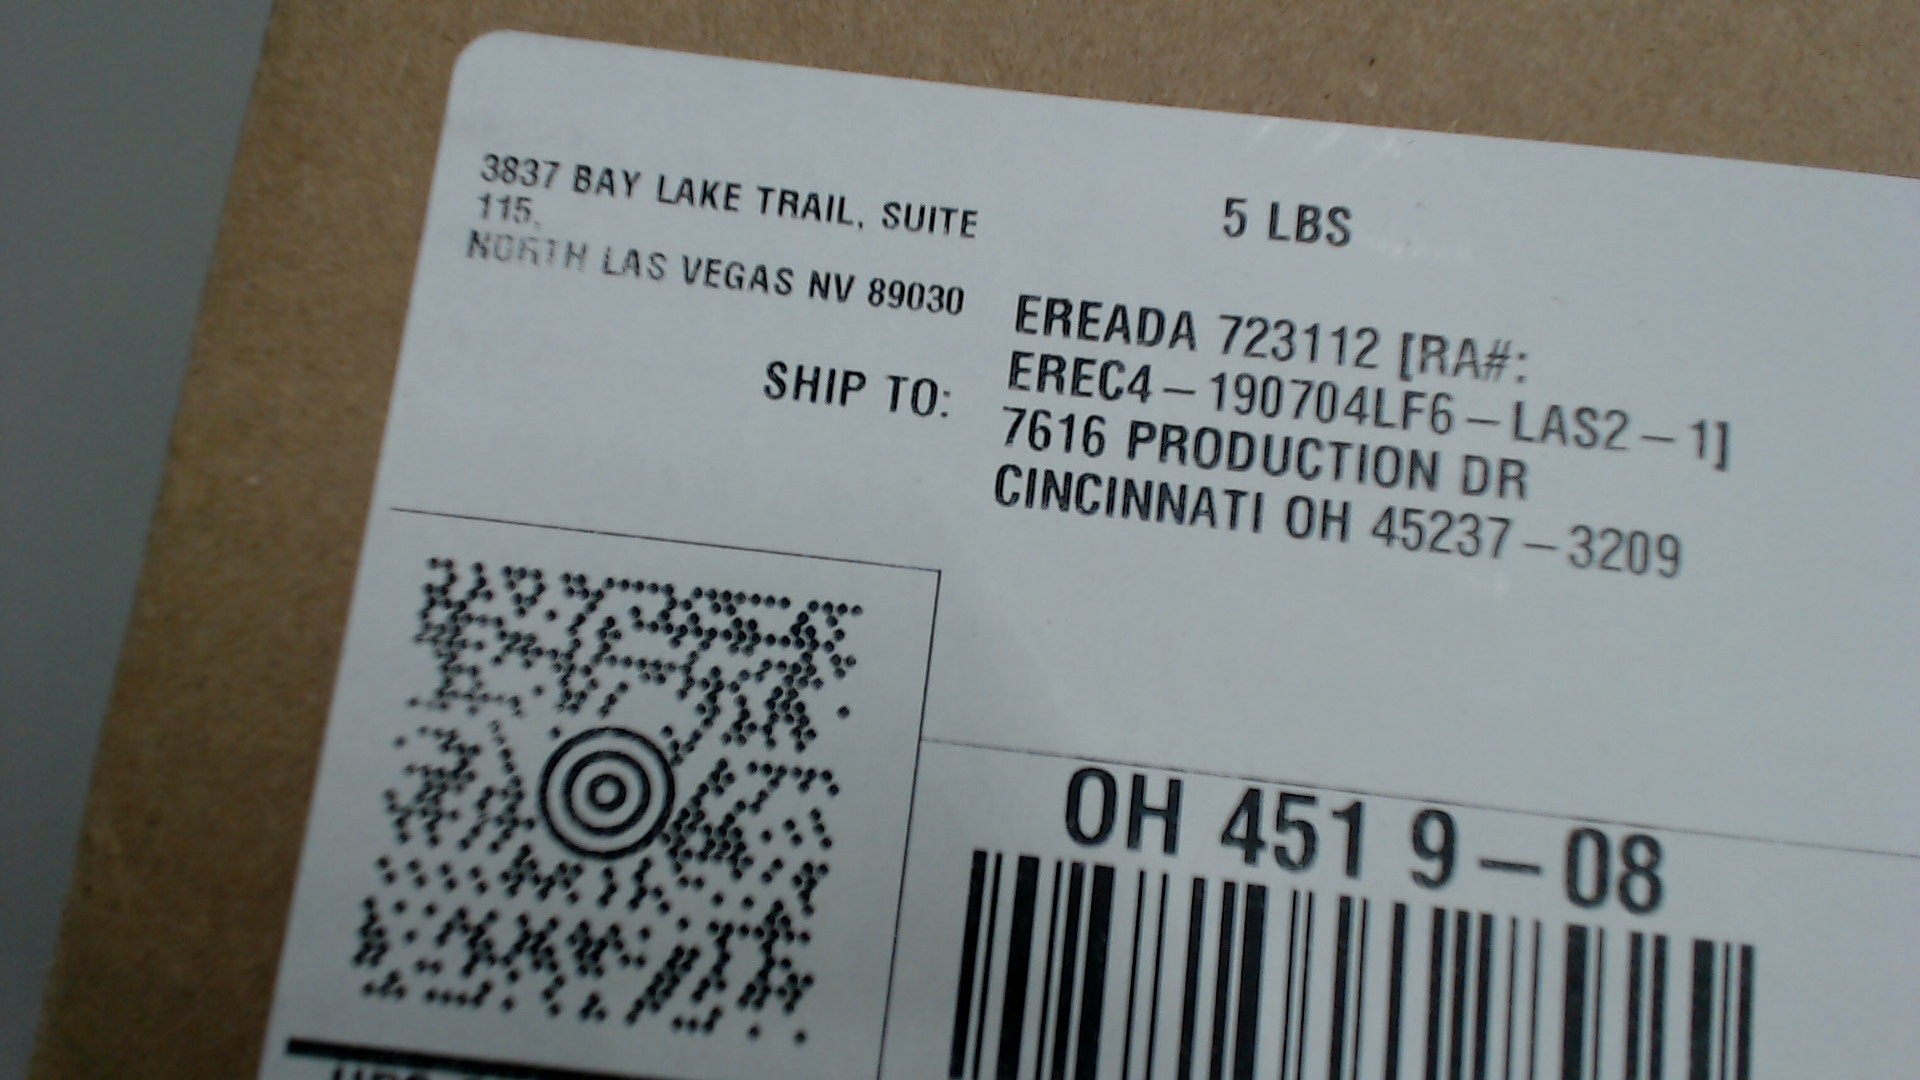 3837 BAY LAKE TRAIL, SUITE
115,
NORTH LAS VEGAS NV 89030
5 LBS
SHIP TO:
EREADA 723112 [RA#:
EREC4-190704LF6-LAS2-1]
7616 PRODUCTION DR
CINCINNATI OH 45237-3209
OH 451 9-08